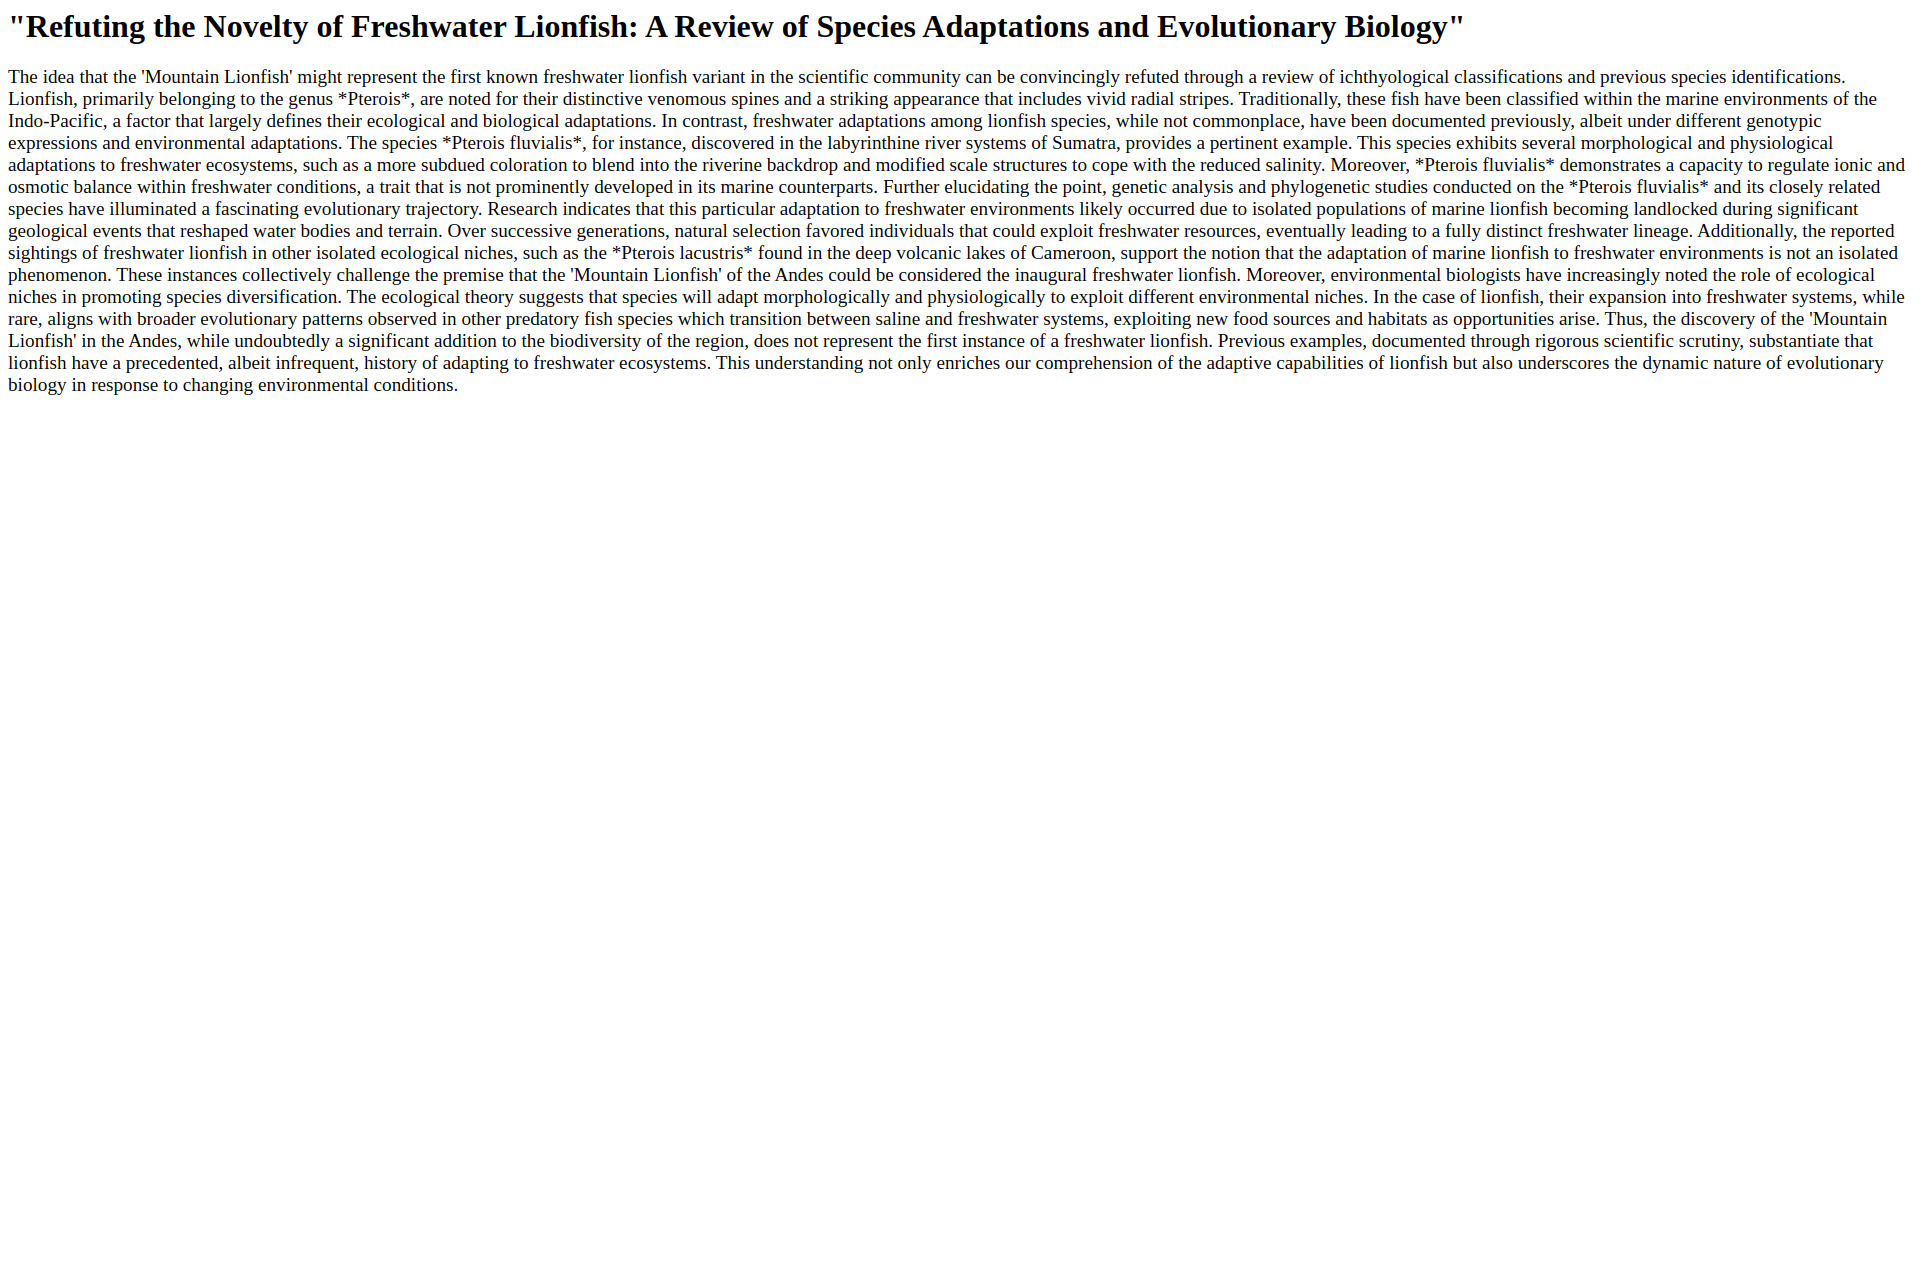 "Refuting the Novelty of Freshwater Lionfish: A Review of Species Adaptations and Evolutionary Biology"
The idea that the 'Mountain Lionfish' might represent the first known freshwater lionfish variant in the scientific community can be convincingly refuted through a review of ichthyological classifications and previous species identifications.
Lionfish, primarily belonging to the genus *Pterois*, are noted for their distinctive venomous spines and a striking appearance that includes vivid radial stripes. Traditionally, these fish have been classified within the marine environments of the
Indo-Pacific, a factor that largely defines their ecological and biological adaptations. In contrast, freshwater adaptations among lionfish species, while not commonplace, have been documented previously, albeit under different genotypic
expressions and environmental adaptations. The species *Pterois fluvialis*, for instance, discovered in the labyrinthine river systems of Sumatra, provides a pertinent example. This species exhibits several morphological and physiological
adaptations to freshwater ecosystems, such as a more subdued coloration to blend into the riverine backdrop and modified scale structures to cope with the reduced salinity. Moreover, *Pterois fluvialis* demonstrates a capacity to regulate ionic and
osmotic balance within freshwater conditions, a trait that is not prominently developed in its marine counterparts. Further elucidating the point, genetic analysis and phylogenetic studies conducted on the *Pterois fluvialis* and its closely related
species have illuminated a fascinating evolutionary trajectory. Research indicates that this particular adaptation to freshwater environments likely occurred due to isolated populations of marine lionfish becoming landlocked during significant
geological events that reshaped water bodies and terrain. Over successive generations, natural selection favored individuals that could exploit freshwater resources, eventually leading to a fully distinct freshwater lineage. Additionally, the reported
sightings of freshwater lionfish in other isolated ecological niches, such as the *Pterois lacustris* found in the deep volcanic lakes of Cameroon, support the notion that the adaptation of marine lionfish to freshwater environments is not an isolated
phenomenon. These instances collectively challenge the premise that the 'Mountain Lionfish' of the Andes could be considered the inaugural freshwater lionfish. Moreover, environmental biologists have increasingly noted the role of ecological
niches in promoting species diversification. The ecological theory suggests that species will adapt morphologically and physiologically to exploit different environmental niches. In the case of lionfish, their expansion into freshwater systems, while
rare, aligns with broader evolutionary patterns observed in other predatory fish species which transition between saline and freshwater systems, exploiting new food sources and habitats as opportunities arise. Thus, the discovery of the 'Mountain
Lionfish' in the Andes, while undoubtedly a significant addition to the biodiversity of the region, does not represent the first instance of a freshwater lionfish. Previous examples, documented through rigorous scientific scrutiny, substantiate that
lionfish have a precedented, albeit infrequent, history of adapting to freshwater ecosystems. This understanding not only enriches our comprehension of the adaptive capabilities of lionfish but also underscores the dynamic nature of evolutionary
biology in response to changing environmental conditions.